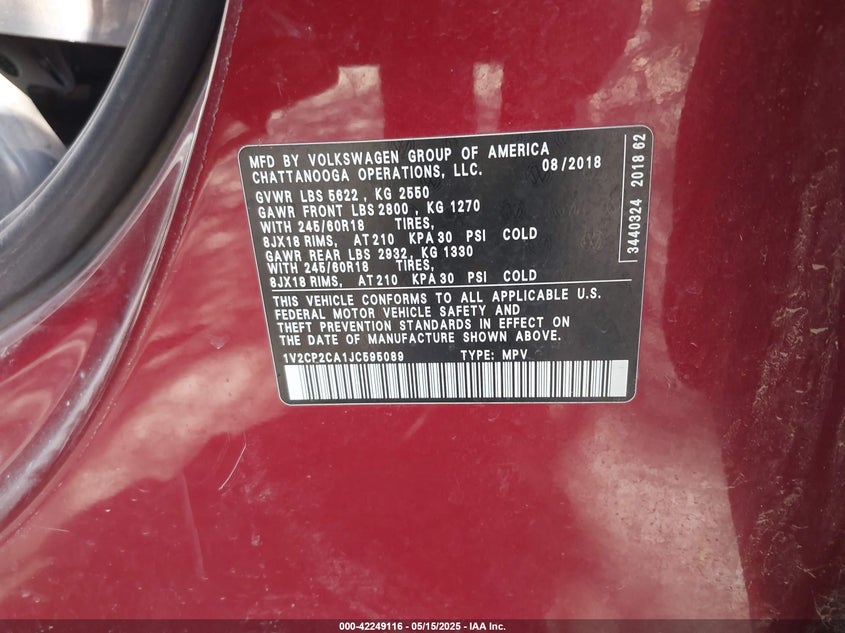 MFD BY VOLKSWAGEN GROUP OF AMERICA
CHATTANOOGA OPERATIONS, LLC. 08/2018
GVWR LBS 5622 , KG 2550
GAWR FRONT LBS 2800 , KG 1270
WITH 245/60R18 TIRES,
8JX18 RIMS, AT 210 KPA 30 PSI COLD
GAWR REAR LBS 2932, KG 1330
WITH 245/60R18 TIRES,
8JX18 RIMS, AT 210 KPA 30 PSI COLD
THIS VEHICLE CONFORMS TO ALL APPLICABLE U.S.
FEDERAL MOTOR VEHICLE SAFETY AND
THEFT PREVENTION STANDARDS IN EFFECT ON
THE DATE OF MANUFACTURE SHOWN ABOVE.
1V2CP2CA1JC595089 TYPE: MPV
3440324 2018 62
000-42249116 - 05/15/2025 - IAA Inc.